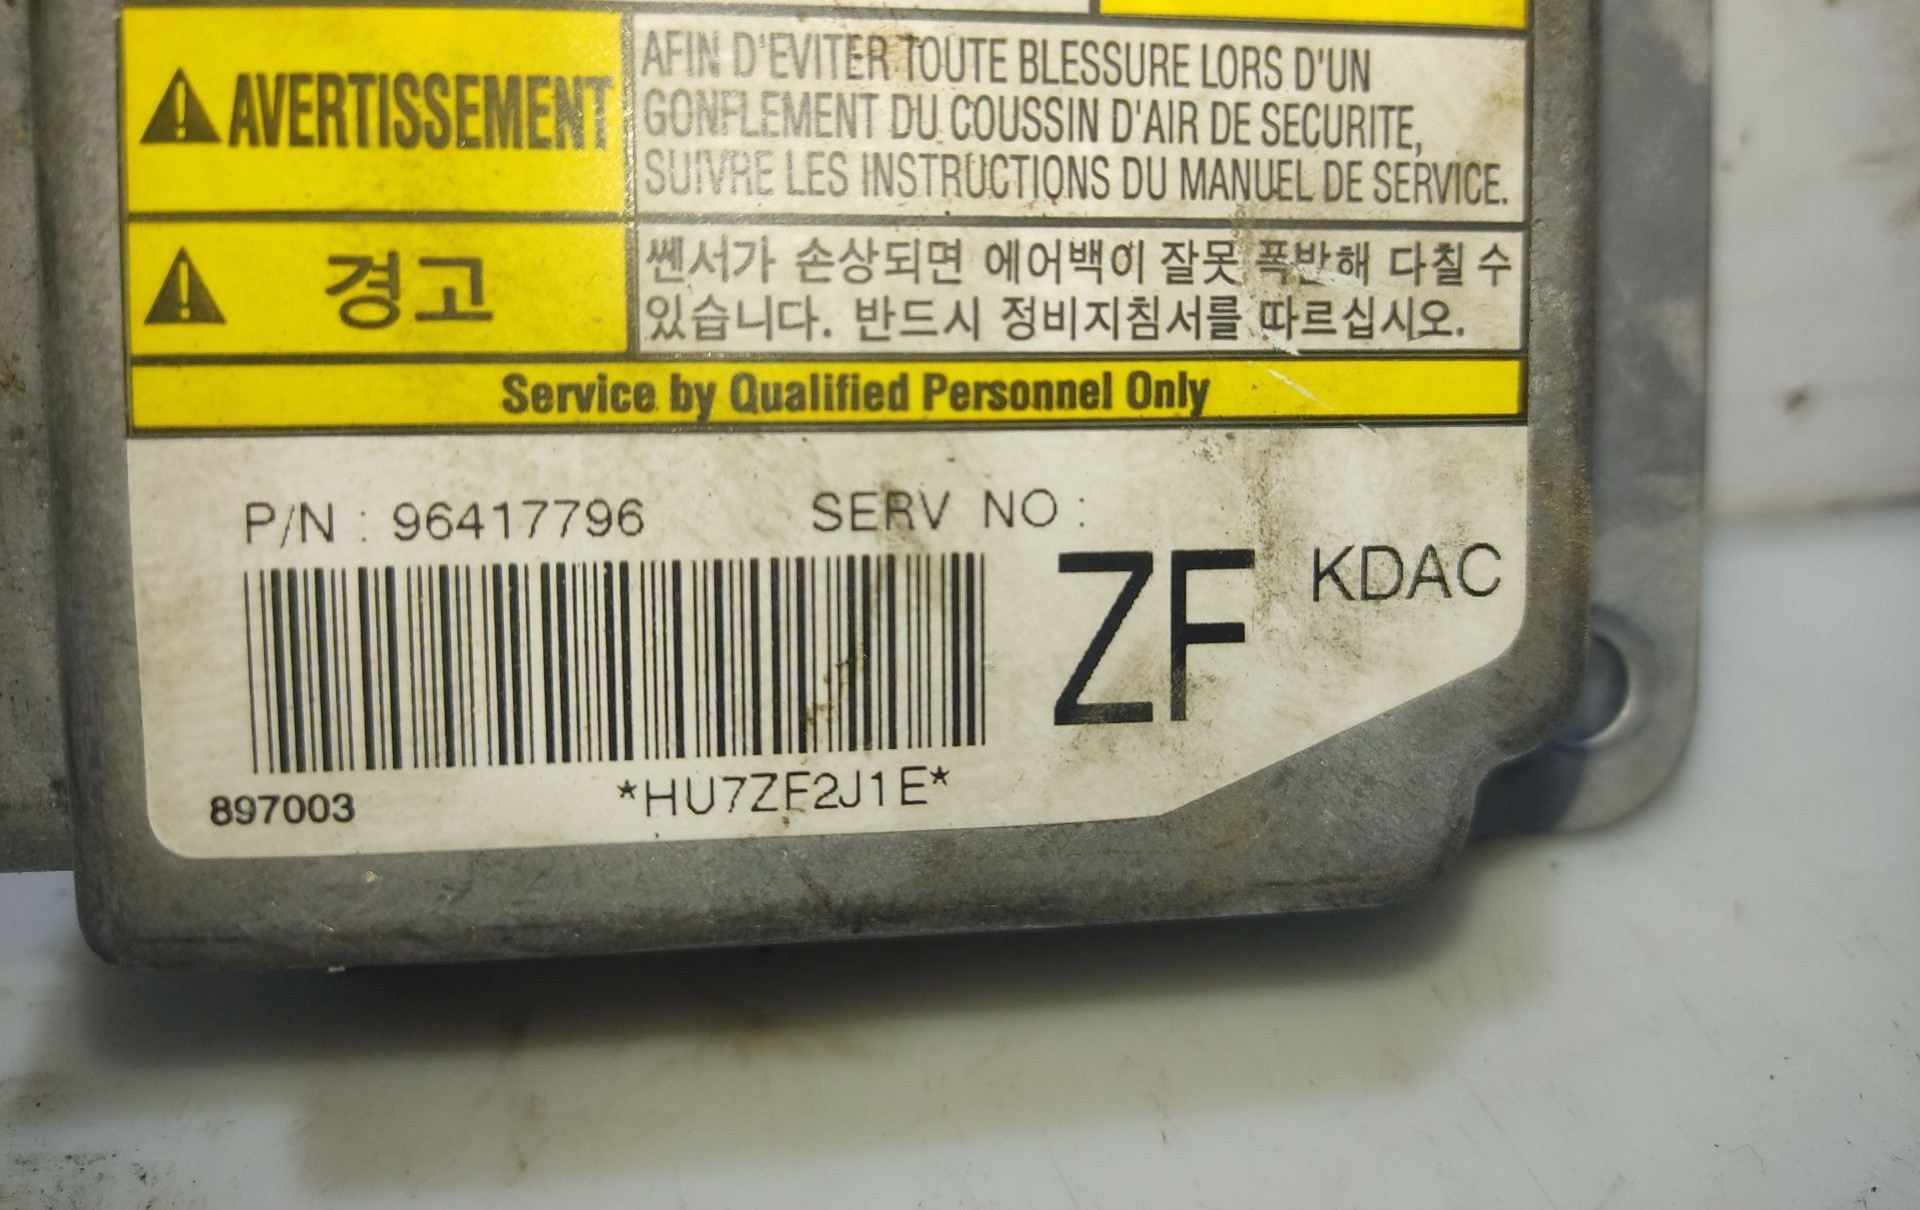 AVERTISSEMENT
AFIN D'EVITER TOUTE BLESSURE LORS D'UN
GONFLEMENT DU COUSSIN D'AIR DE SECURITE,
SUIVRE LES INSTRUCTIONS DU MANUEL DE SERVICE.
경고
쎈서가 손상되면 에어백이 잘못 폭반해 다칠 수
있습니다. 반드시 정비지침서를 따르십시오.
Service by Qualified Personnel Only
P/N : 96417796 SERV NO :
ZF KDAC
*HU7ZF2J1E*
897003